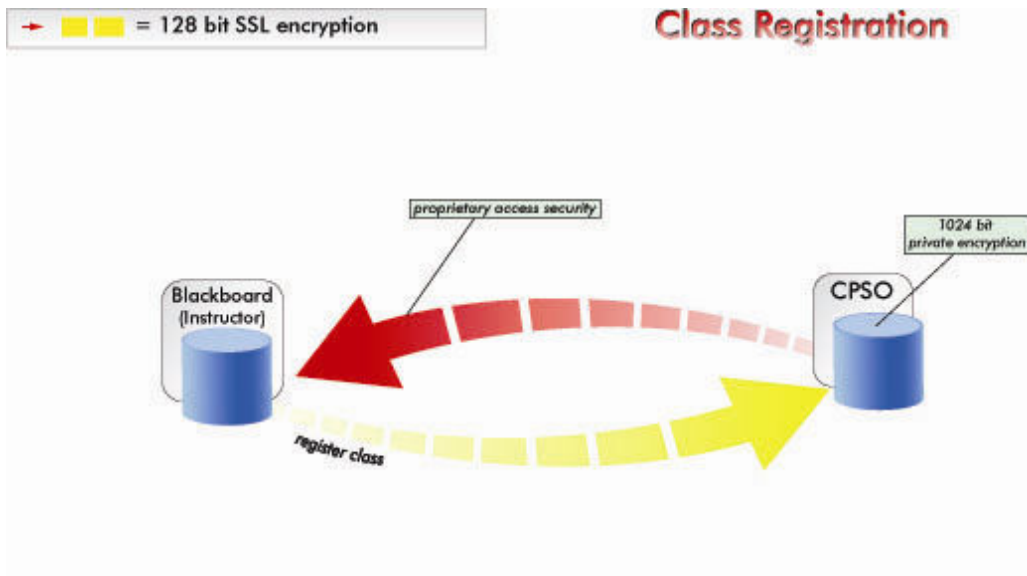 = 128 bit SSL encryption
Class Registration
proprietary access security
1024 bit
private encryption
Blackboard
(Instructor)
CPSO
register class